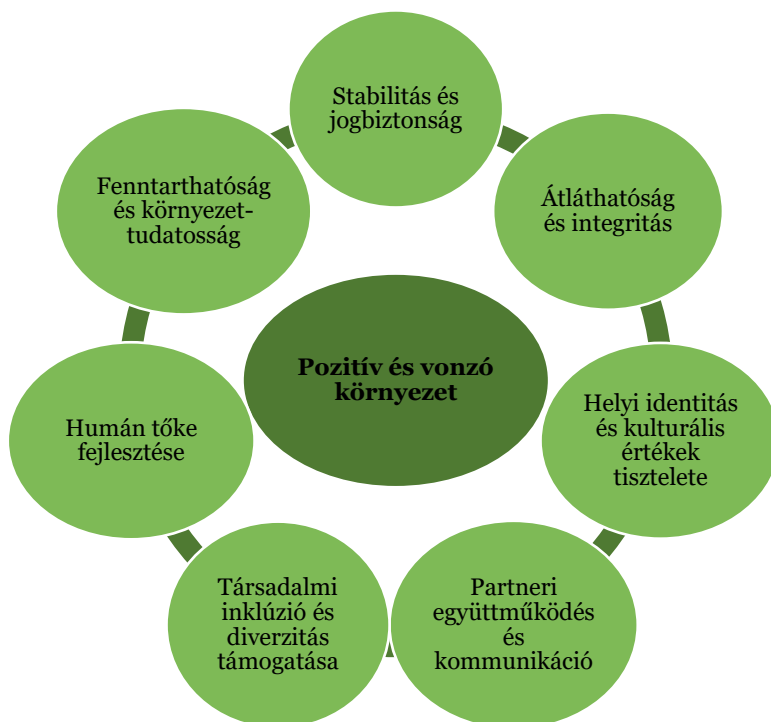 Stabilitás és
jogbiztonság
Átláthatóság
és integritás
Helyi identitás
és kulturális
értékek
tisztelete
Partneri
együttműködés
és
kommunikáció
Társadalmi
inklúzió és
diverzitás
támogatása
Humán tőke
fejlesztése
Fenntarthatóság
és környezet-
tudatosság
Pozitív és vonzó
környezet